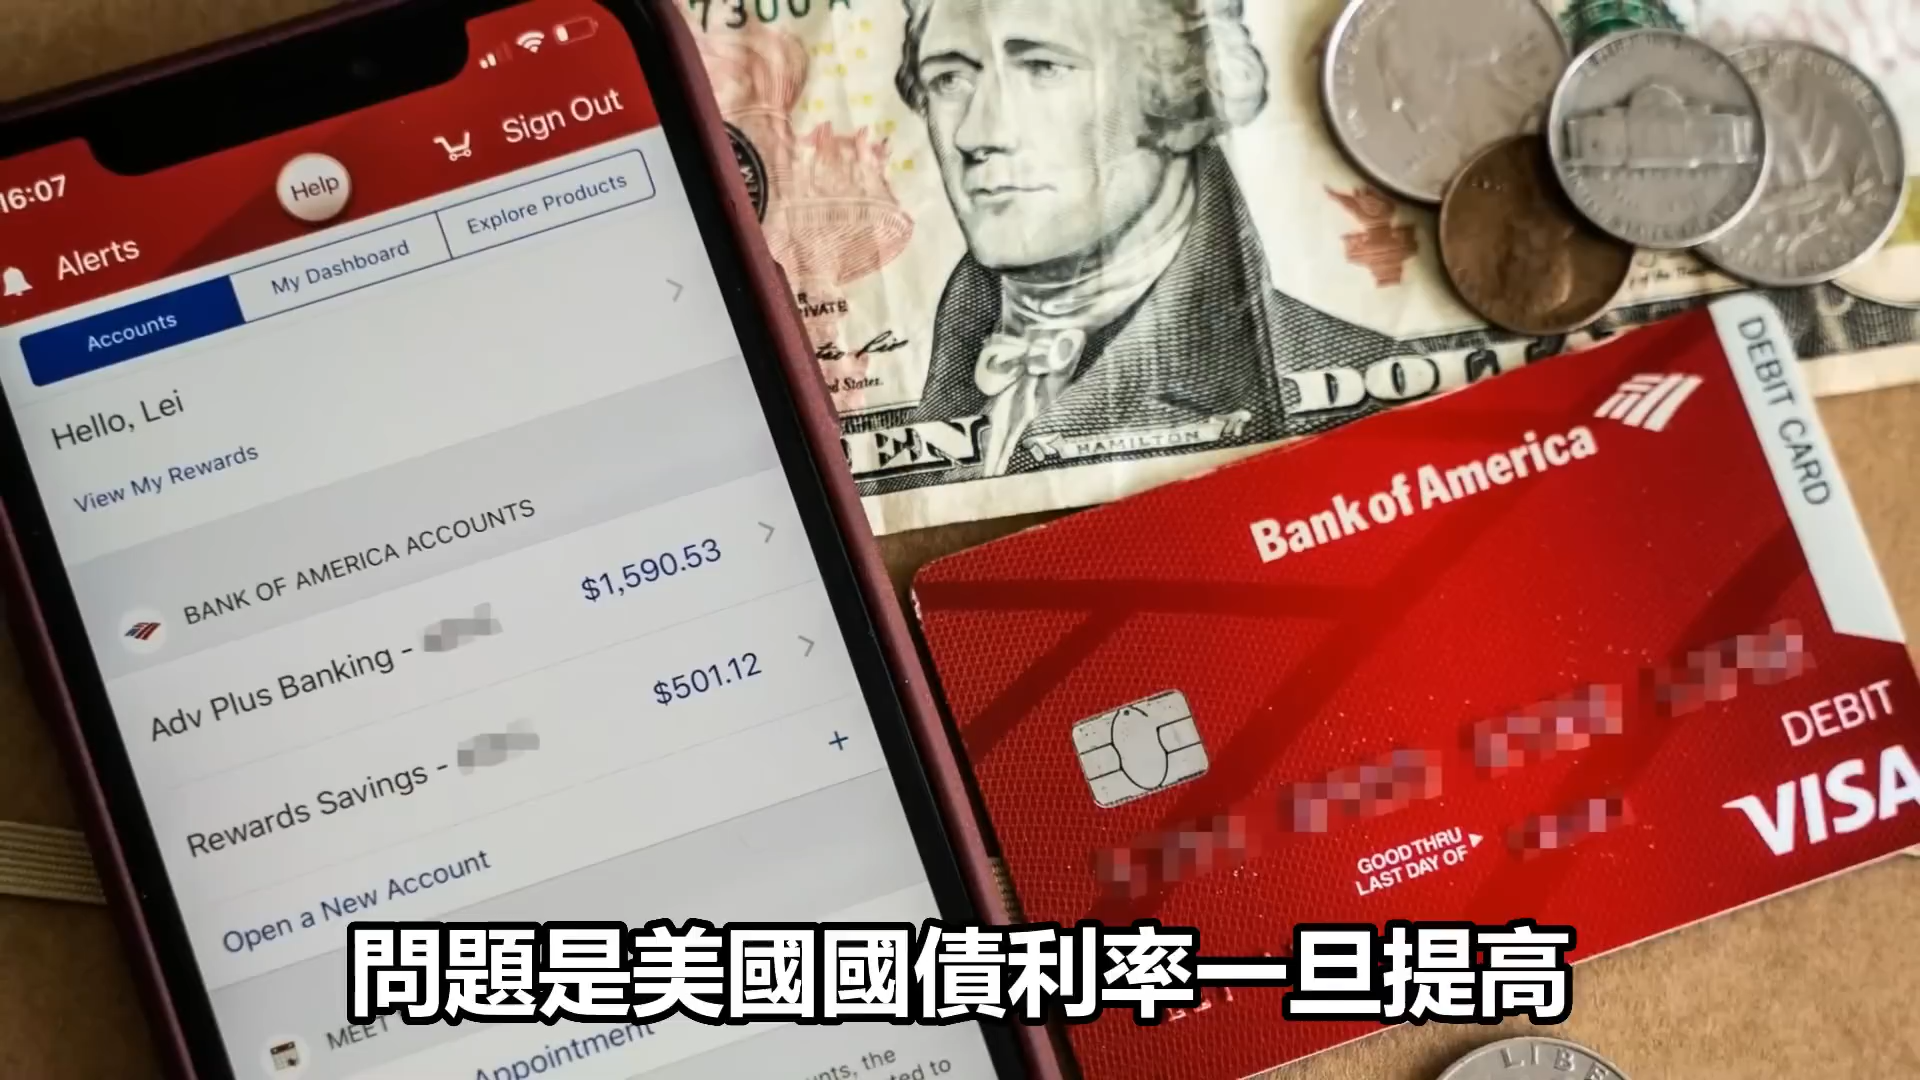 16:07
Sign Out
Help
Alerts
Accounts
My Dashboard
Explore Products
Hello, Lei
View My Rewards
BANK OF AMERICA ACCOUNTS
Adv Plus Banking -
$1,590.53
Rewards Savings -
$501.12
+
Open a New Account
MEET
Appointment
HAMILTON
Bank of America
DEBIT CARD
DEBIT
VISA
GOOD THRU
LAST DAY OF
LIBE
問題是美國國債利率一旦提高